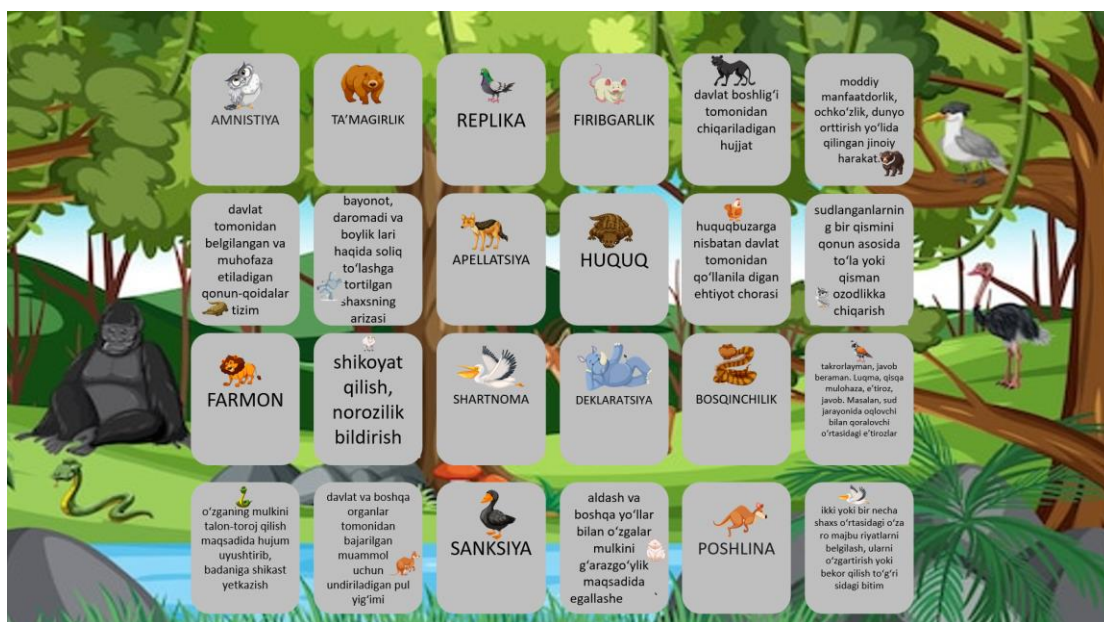 AMNISTIYA
TA’MAGIRLIK
REPLIKA
FIRIBGARLIK
davlat boshlig‘i
tomonidan
chiqariladigan
hujjat
moddiy
manfaatdorlik,
ochko‘zlik, dunyo
orttirish yo‘lida
qilingan jinoiy
harakat.
davlat
tomonidan
belgilangan va
muhofaza
etiladigan
qonun-qoidalar
tizim
bayonot,
daromadi va
boylik lari
haqida soliq
to‘lashga
tortilgan
shaxsning
arizasi
APELLATSIYA
HUQUQ
huquqbuzarga
nisbatan davlat
tomonidan
qo‘llanila digan
ehtiyot chorasi
sudlanganlarnin
g bir qismini
qonun asosida
to‘la yoki
qisman
ozodlikka
chiqarish
FARMON
shikoyat
qilish,
norozilik
bildirish
SHARTNOMA
DEKLARATSIYA
BOSQINCHILIK
takrorlayman, javob
beraman. Luqma, qisqa
mulohaza, e’tiroz,
javob. Masalan, sud
jarayonida oqlovchi
bilan qoralovchi
o‘rtasidagi e’tirozlar
o‘zganing mulkini
talon-toroj qilish
maqsadida hujum
uyushtirib,
badaniga shikast
yetkazish
davlat va boshqa
organlar
tomonidan
bajarilgan
muammol
uchun
undiriladigan pul
yig‘imi
SANKSIYA
aldash va
boshqa yo‘llar
bilan o‘zgalar
mulkini
g‘arazgo‘ylik
maqsadida
egallashe
POSHLINA
ikki yoki bir necha
shaxs o‘rtasidagi o‘za
ro majbu riyatlarni
belgilash, ularni
o‘zgartirish yoki
bekor qilish to‘g‘ri
sidagi bitim